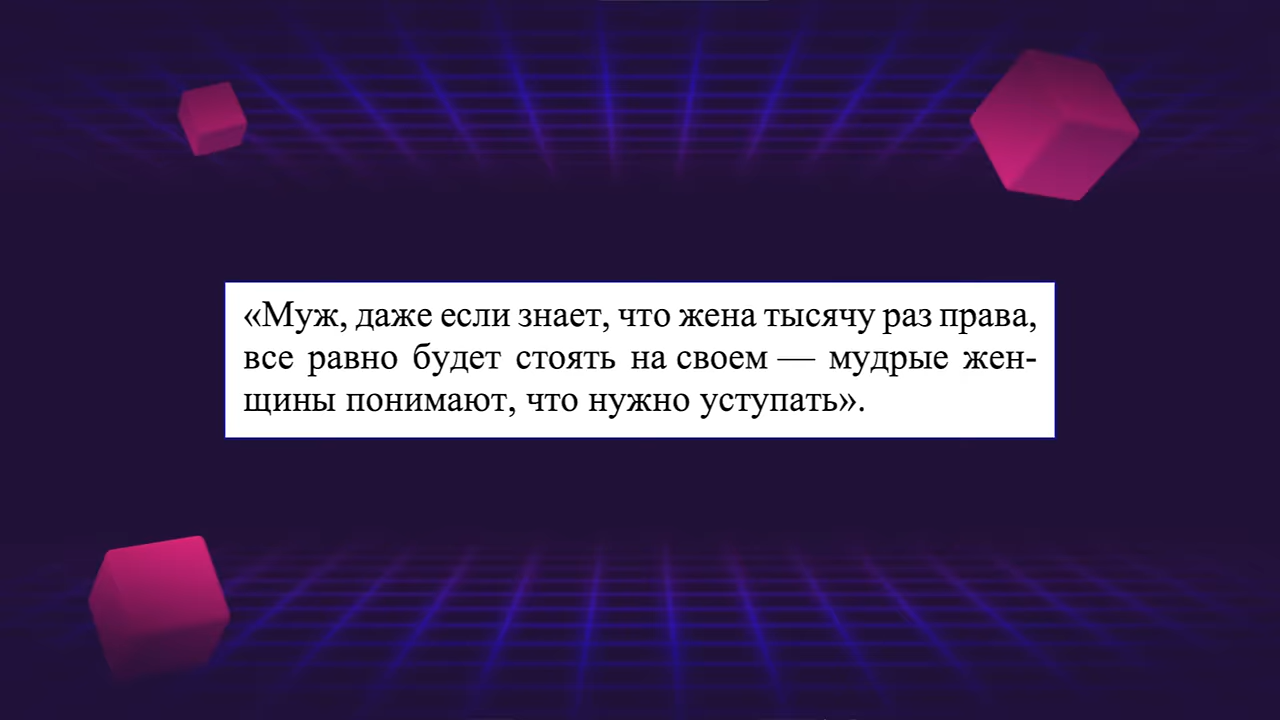 «Муж, даже если знает, что жена тысячу раз права,
все равно будет стоять на своем — мудрые жен-
щины понимают, что нужно уступать».